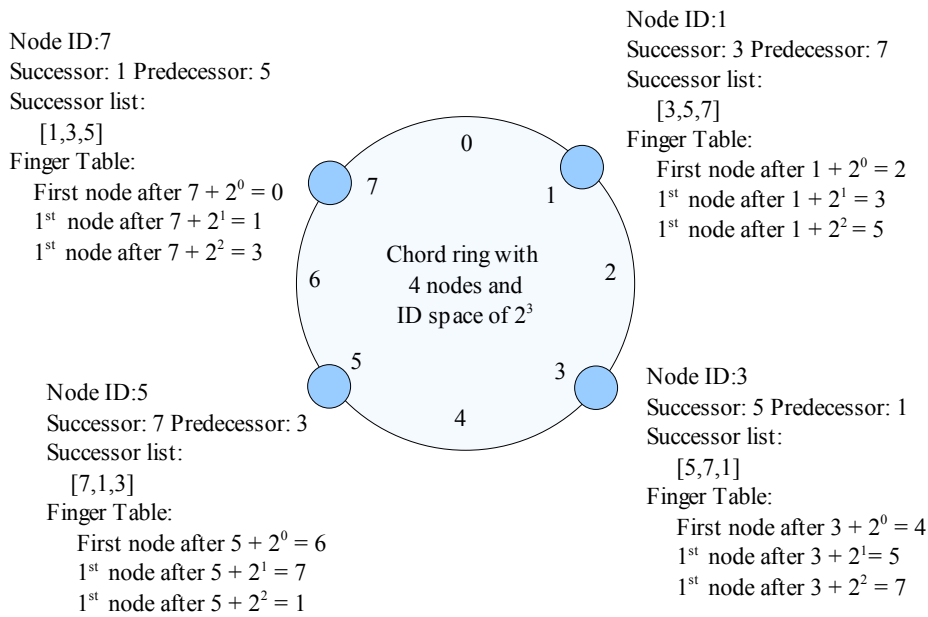 Node ID:7
Successor: 1 Predecessor: 5
Successor list:
[1,3,5]
Finger Table:
First node after 7 + 2⁰ = 0
1ˢᵗ node after 7 + 2¹ = 1
1ˢᵗ node after 7 + 2² = 3
Node ID:1
Successor: 3 Predecessor: 7
Successor list:
[3,5,7]
Finger Table:
First node after 1 + 2⁰ = 2
1ˢᵗ node after 1 + 2¹ = 3
1ˢᵗ node after 1 + 2² = 5
0
7
1
Chord ring with
4 nodes and
ID space of 2³
6
2
5
3
4
Node ID:5
Successor: 7 Predecessor: 3
Successor list:
[7,1,3]
Finger Table:
First node after 5 + 2⁰ = 6
1ˢᵗ node after 5 + 2¹ = 7
1ˢᵗ node after 5 + 2² = 1
Node ID:3
Successor: 5 Predecessor: 1
Successor list:
[5,7,1]
Finger Table:
First node after 3 + 2⁰ = 4
1ˢᵗ node after 3 + 2¹= 5
1ˢᵗ node after 3 + 2² = 7